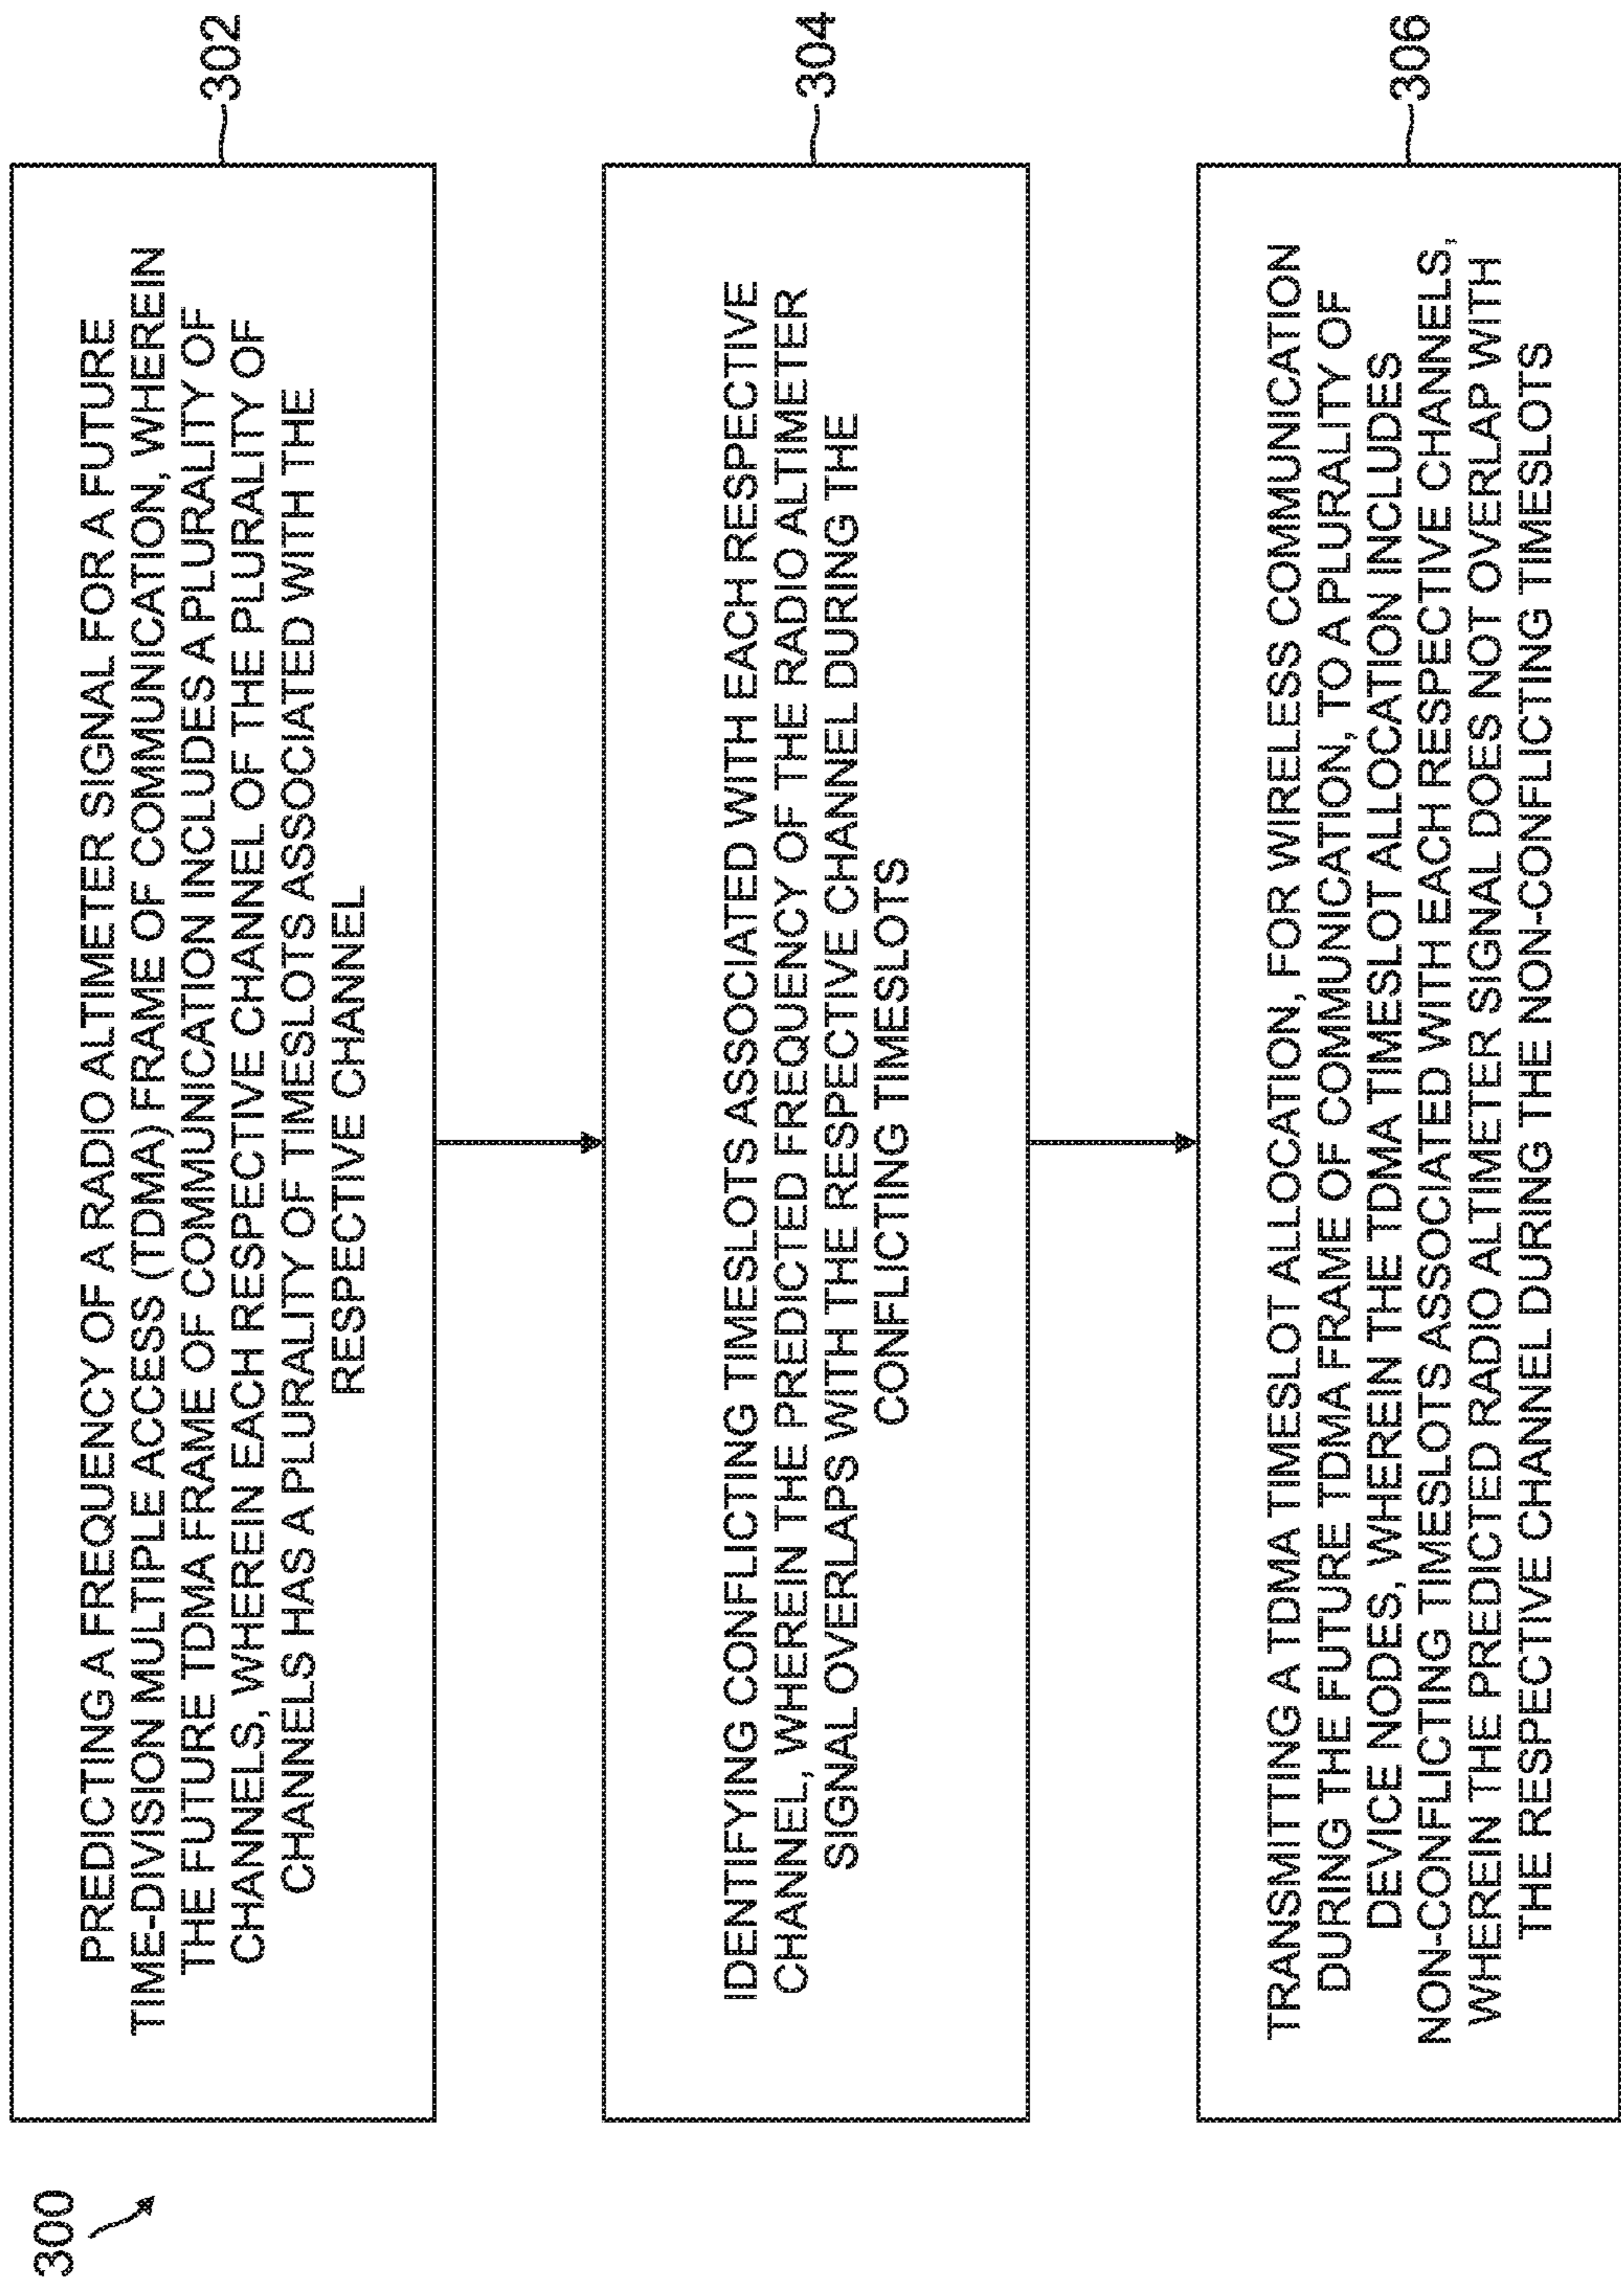 300
PREDICTING A FREQUENCY OF A RADIO ALTIMETER SIGNAL FOR A FUTURE
TIME-DIVISION MULTIPLE ACCESS (TDMA) FRAME OF COMMUNICATION, WHEREIN
THE FUTURE TDMA FRAME OF COMMUNICATION INCLUDES A PLURALITY OF
CHANNELS, WHEREIN EACH RESPECTIVE CHANNEL OF THE PLURALITY OF
CHANNELS HAS A PLURALITY OF TIMESLOTS ASSOCIATED WITH THE
RESPECTIVE CHANNEL
302
IDENTIFYING CONFLICTING TIMESLOTS ASSOCIATED WITH EACH RESPECTIVE
CHANNEL, WHEREIN THE PREDICTED FREQUENCY OF THE RADIO ALTIMETER
SIGNAL OVERLAPS WITH THE RESPECTIVE CHANNEL DURING THE
CONFLICTING TIMESLOTS
304
TRANSMITTING A TDMA TIMESLOT ALLOCATION, FOR WIRELESS COMMUNICATION
DURING THE FUTURE TDMA FRAME OF COMMUNICATION, TO A PLURALITY OF
DEVICE NODES, WHEREIN THE TDMA TIMESLOT ALLOCATION INCLUDES
NON-CONFLICTING TIMESLOTS ASSOCIATED WITH EACH RESPECTIVE CHANNELS,
WHEREIN THE PREDICTED RADIO ALTIMETER SIGNAL DOES NOT OVERLAP WITH
THE RESPECTIVE CHANNEL DURING THE NON-CONFLICTING TIMESLOTS
306